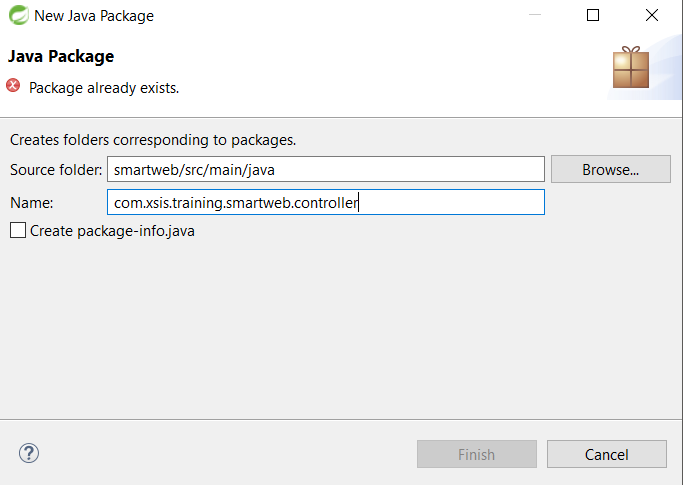 New Java Package
Java Package
Package already exists.
Creates folders corresponding to packages.
Source folder: smartweb/src/main/java Browse...
Name: com.xsis.training.smartweb.controller
Create package-info.java
? Finish Cancel